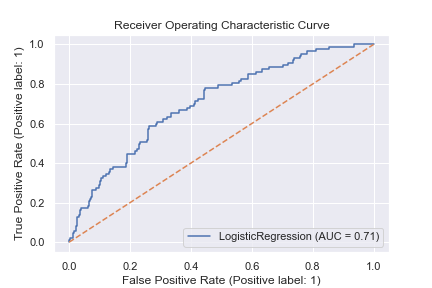 Receiver Operating Characteristic Curve
True Positive Rate (Positive label: 1)
1.0
0.8
0.6
0.4
0.2
0.0
LogisticRegression (AUC = 0.71)
0.0 0.2 0.4 0.6 0.8 1.0
False Positive Rate (Positive label: 1)